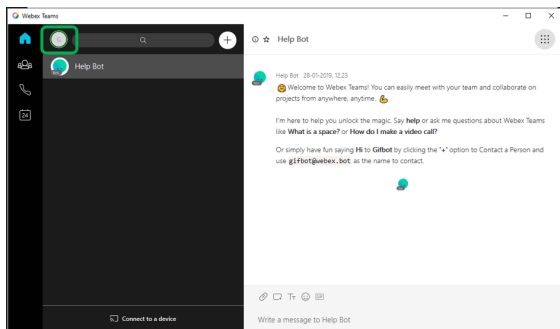 Webex Teams
Help Bot
Help Bot
Help Bot 28-01-2019, 12:23
Welcome to Webex Teams! You can easily meet with your team and collaborate on
projects from anywhere, anytime.
I'm here to help you unlock the magic. Say help or ask me questions about Webex Teams
like What is a space? or How do I make a video call?
Or simply have fun saying Hi to Gifbot by clicking the "+" option to Contact a Person and
use gifbot@webex.bot as the name to contact.
24
Connect to a device
GIF
Write a message to Help Bot